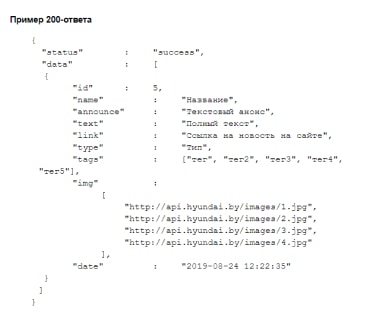 Пример 200-ответа
{
"status" : "success",
"data" : [
{
"id" : 5,
"name" : "Название",
"announce" : "Текстовый анонс",
"text" : "Полный текст",
"link" : "Ссылка на новость на сайте",
"type" : "Тип",
"tags" : ["тег", "тег2", "тег3", "тег4",
"тег5"],
"img" :
[
"http://api.hyundai.by/images/1.jpg",
"http://api.hyundai.by/images/2.jpg",
"http://api.hyundai.by/images/3.jpg",
"http://api.hyundai.by/images/4.jpg"
],
"date" : "2019-08-24 12:22:35"
}
]
}